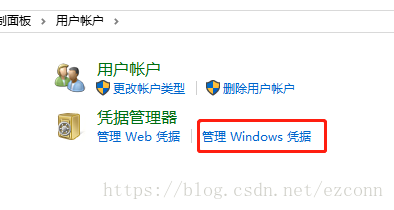 制面板 > 用户帐户 >
用户帐户
更改帐户类型 删除用户帐户
凭据管理器
管理 Web 凭据 管理 Windows 凭据
https://blog.csdn.net/ezconn